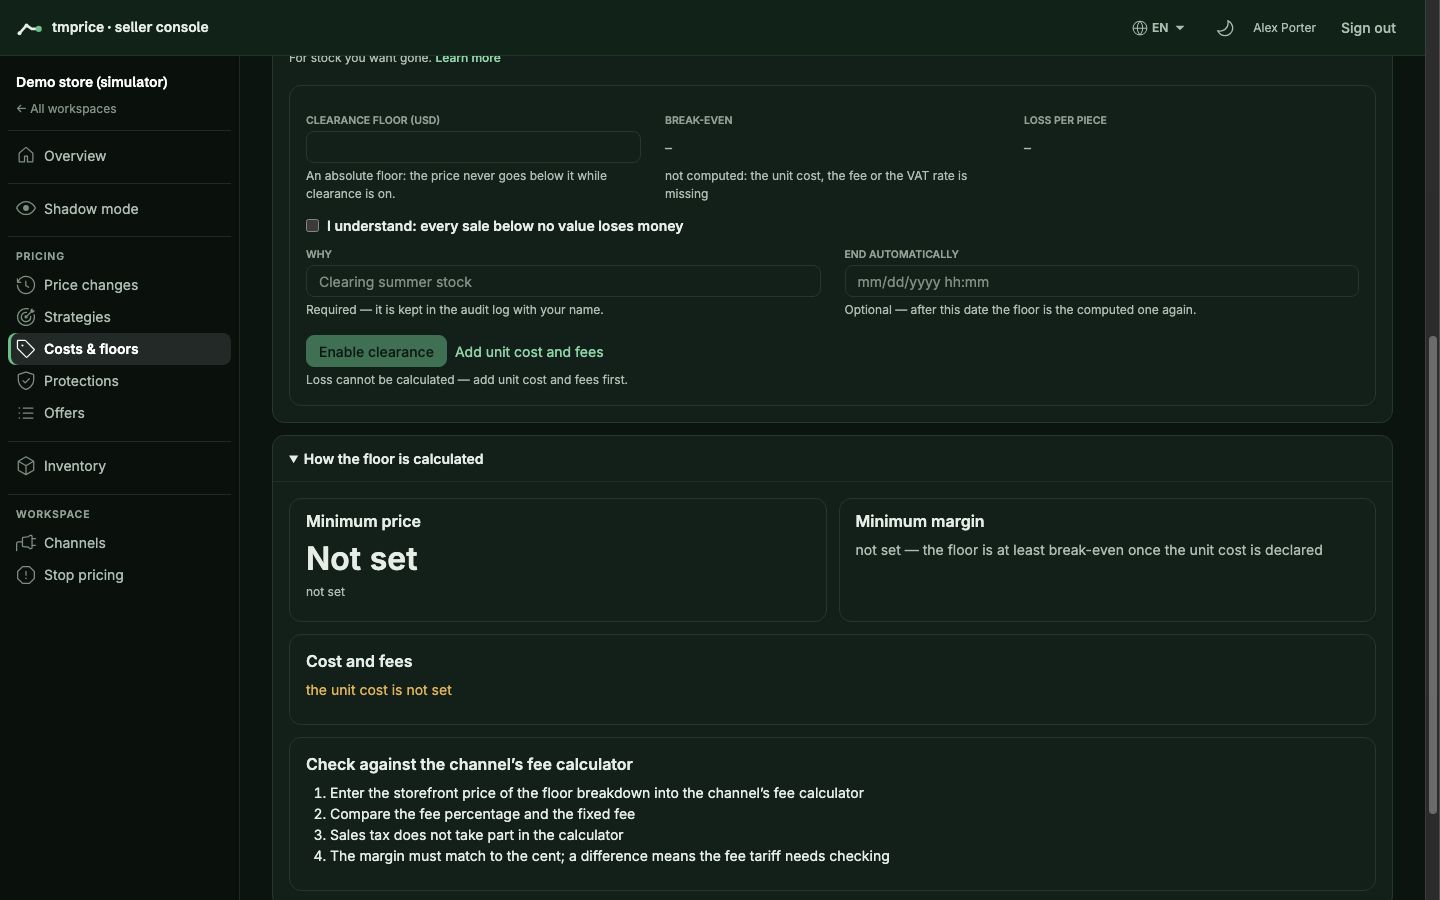 tmprice · seller console
EN
Alex Porter
Sign out
Demo store (simulator)
← All workspaces
Overview
Shadow mode
PRICING
Price changes
Strategies
Costs & floors
Protections
Offers
Inventory
WORKSPACE
Channels
Stop pricing
For stock you want gone. Learn more
CLEARANCE FLOOR (USD)
An absolute floor: the price never goes below it while
clearance is on.
BREAK-EVEN
–
not computed: the unit cost, the fee or the VAT rate is
missing
LOSS PER PIECE
–
I understand: every sale below no value loses money
WHY
Clearing summer stock
Required — it is kept in the audit log with your name.
END AUTOMATICALLY
mm/dd/yyyy hh:mm
Optional — after this date the floor is the computed one again.
Enable clearance
Add unit cost and fees
Loss cannot be calculated — add unit cost and fees first.
How the floor is calculated
Minimum price
Not set
not set
Minimum margin
not set — the floor is at least break-even once the unit cost is declared
Cost and fees
the unit cost is not set
Check against the channel’s fee calculator
1. Enter the storefront price of the floor breakdown into the channel’s fee calculator
2. Compare the fee percentage and the fixed fee
3. Sales tax does not take part in the calculator
4. The margin must match to the cent; a difference means the fee tariff needs checking